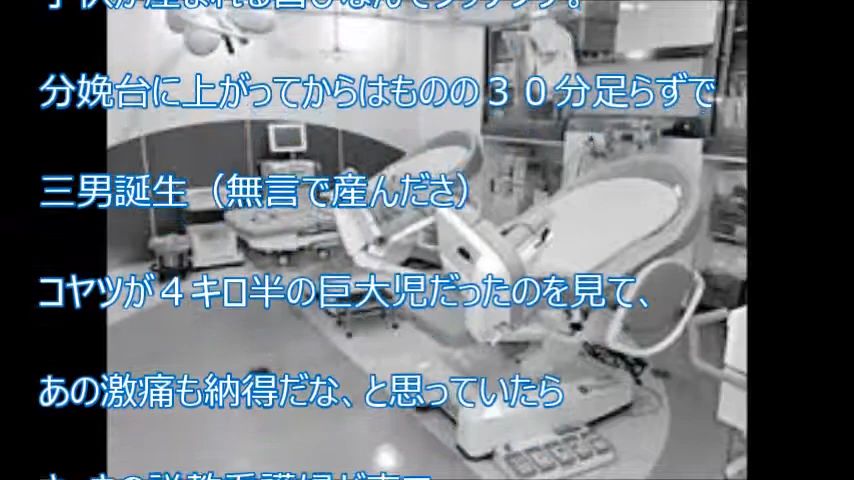 分娩台に上がってからはものの３０分足らずで
三男誕生（無言で産んださ）
コヤツが４キロ半の巨大児だったのを見て、
あの激痛も納得だな、と思っていたら